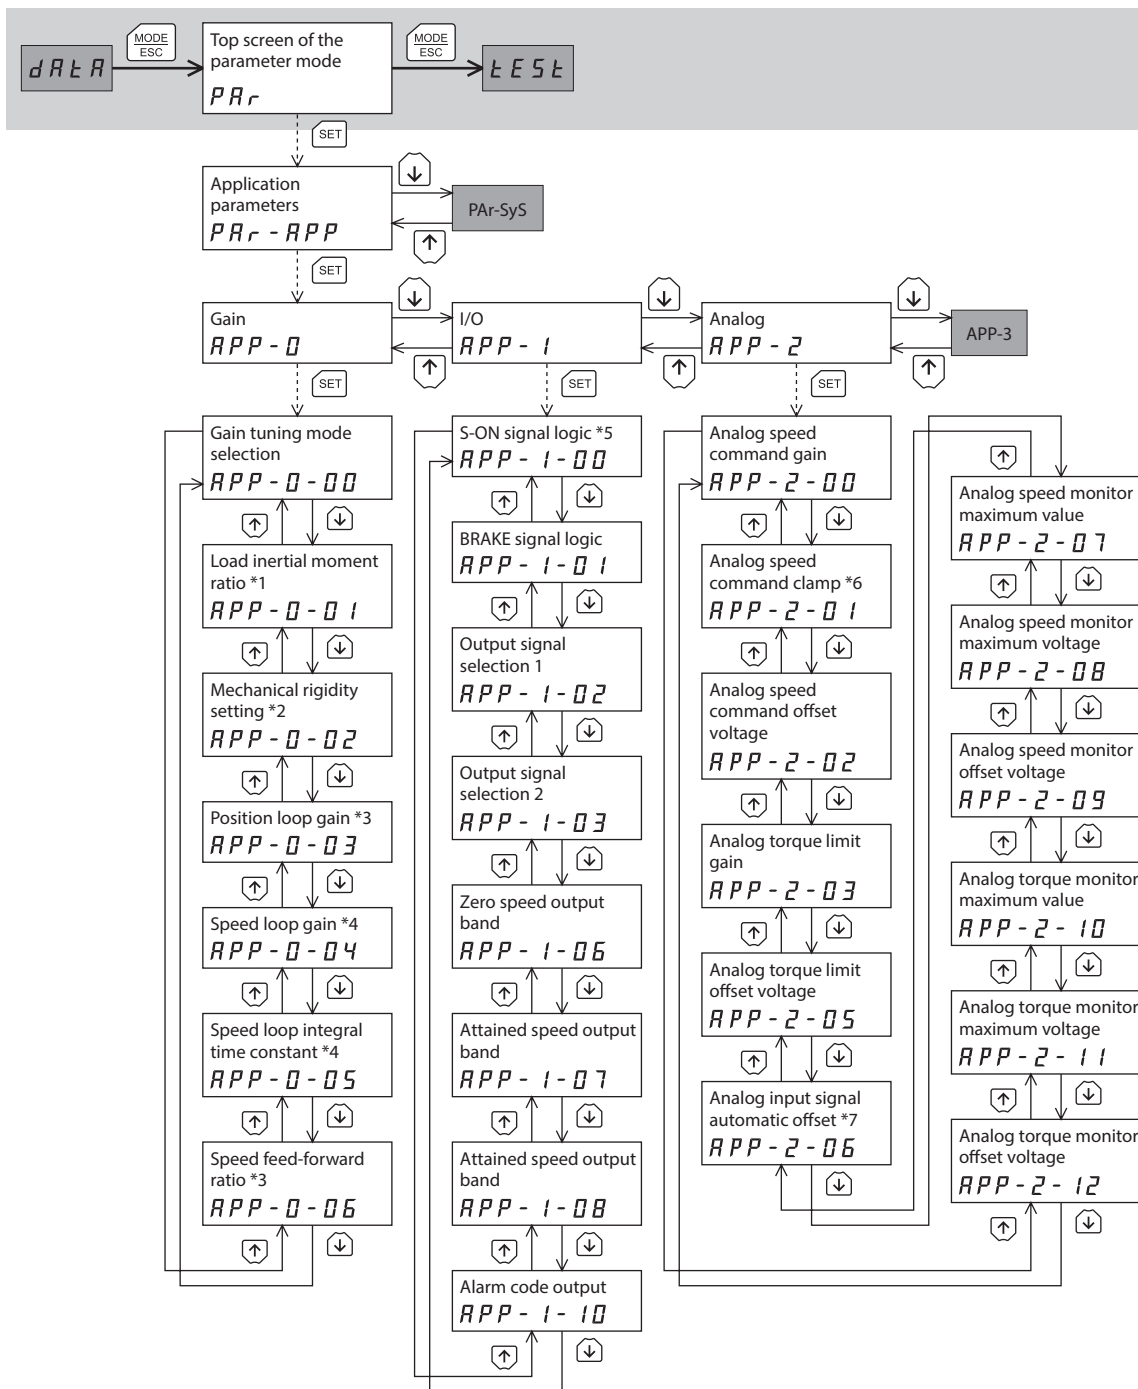 dAtA
MODE
ESC
Top screen of the
parameter mode
PAr
MODE
ESC
tESt
SET
Application
parameters
PAr-APP
PAr-SyS
SET
Gain
APP-0
I/O
APP-1
Analog
APP-2
APP-3
SET
SET
SET
Gain tuning mode
selection
APP-0-00
Load inertial moment
ratio *1
APP-0-01
Mechanical rigidity
setting *2
APP-0-02
Position loop gain *3
APP-0-03
Speed loop gain *4
APP-0-04
Speed loop integral
time constant *4
APP-0-05
Speed feed-forward
ratio *3
APP-0-06
S-ON signal logic *5
APP-1-00
BRAKE signal logic
APP-1-01
Output signal
selection 1
APP-1-02
Output signal
selection 2
APP-1-03
Zero speed output
band
APP-1-06
Attained speed output
band
APP-1-07
Attained speed output
band
APP-1-08
Alarm code output
APP-1-10
Analog speed
command gain
APP-2-00
Analog speed
command clamp *6
APP-2-01
Analog speed
command offset
voltage
APP-2-02
Analog torque limit
gain
APP-2-03
Analog torque limit
offset voltage
APP-2-05
Analog input signal
automatic offset *7
APP-2-06
Analog speed monitor
maximum value
APP-2-07
Analog speed monitor
maximum voltage
APP-2-08
Analog speed monitor
offset voltage
APP-2-09
Analog torque monitor
maximum value
APP-2-10
Analog torque monitor
maximum voltage
APP-2-11
Analog torque monitor
offset voltage
APP-2-12